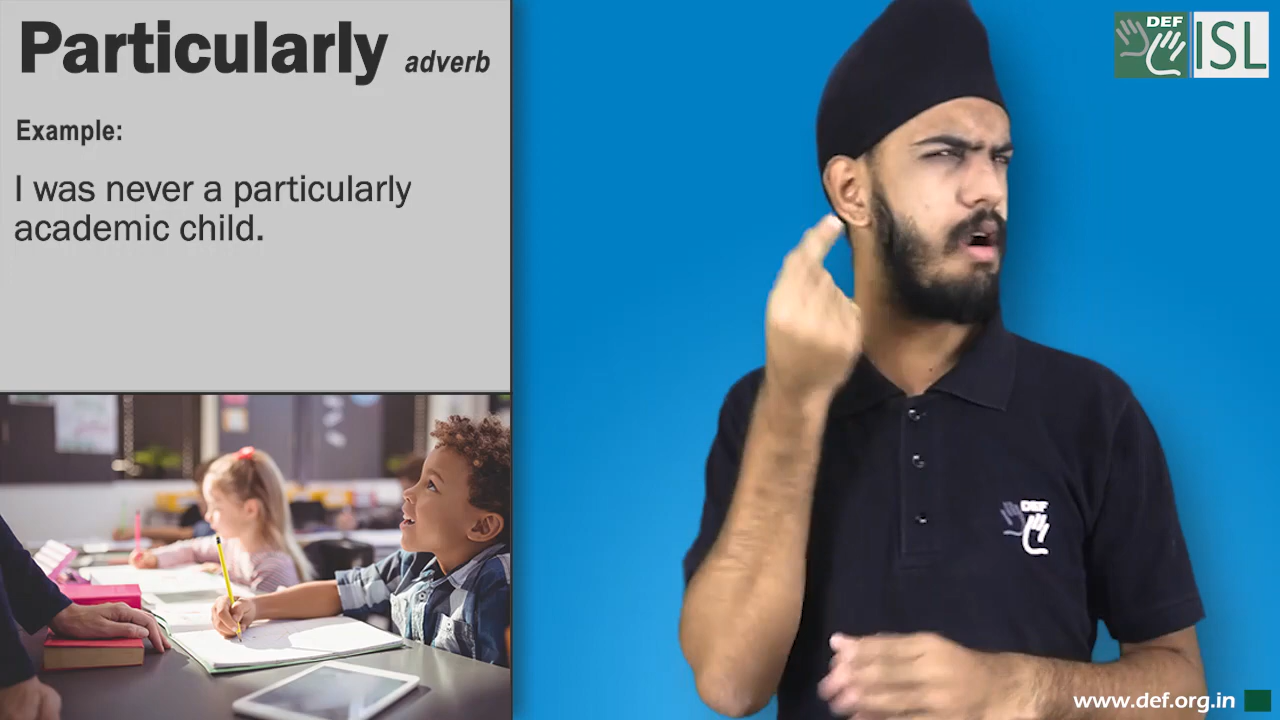 Particularly adverb
Example:
I was never a particularly
academic child.
DEF
ISL
DEF
www.def.org.in